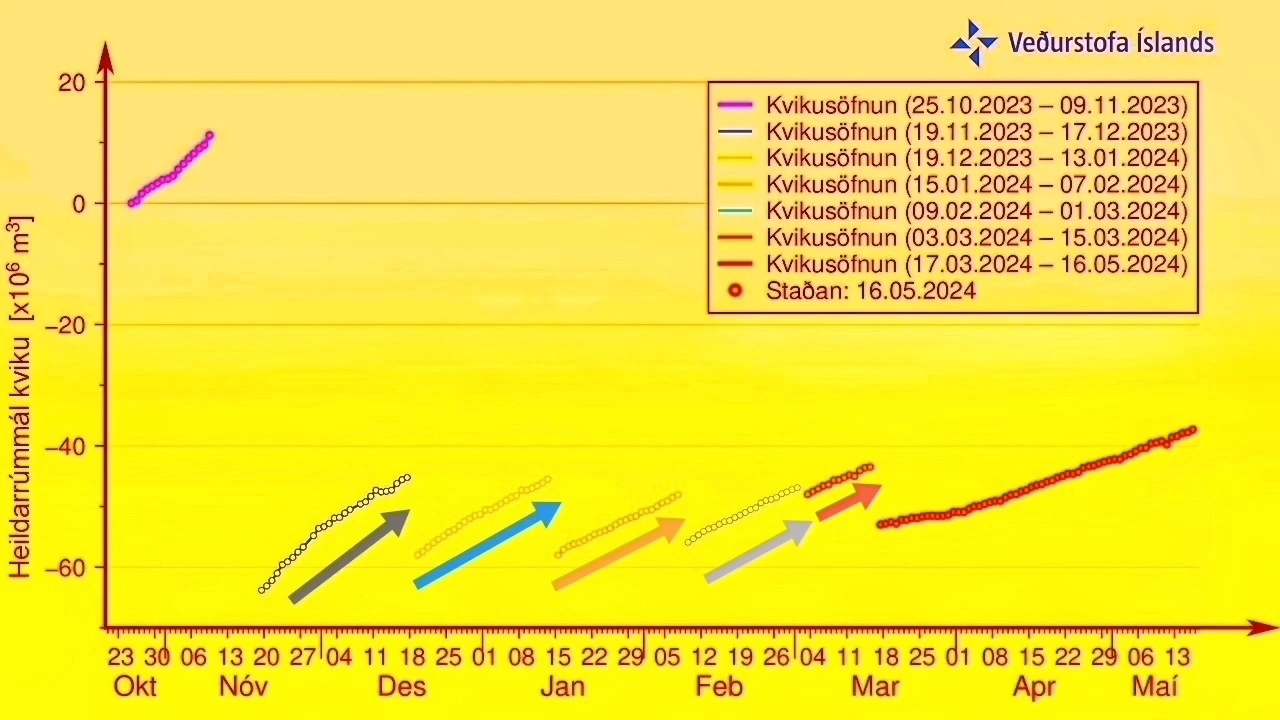 Veðurstofa Íslands
Kvikusöfnun (25.10.2023 – 09.11.2023)
Kvikusöfnun (19.11.2023 – 17.12.2023)
Kvikusöfnun (19.12.2023 – 13.01.2024)
Kvikusöfnun (15.01.2024 – 07.02.2024)
Kvikusöfnun (09.02.2024 – 01.03.2024)
Kvikusöfnun (03.03.2024 – 15.03.2024)
Kvikusöfnun (17.03.2024 – 16.05.2024)
Staðan: 16.05.2024
Heildarrúmmál kviku [x10⁶ m³]
20
0
−20
−40
−60
23 30 06 13 20 27 04 11 18 25 01 08 15 22 29 05 12 19 26 04 11 18 25 01 08 15 22 29 06 13
Okt Nóv Des Jan Feb Mar Apr Maí